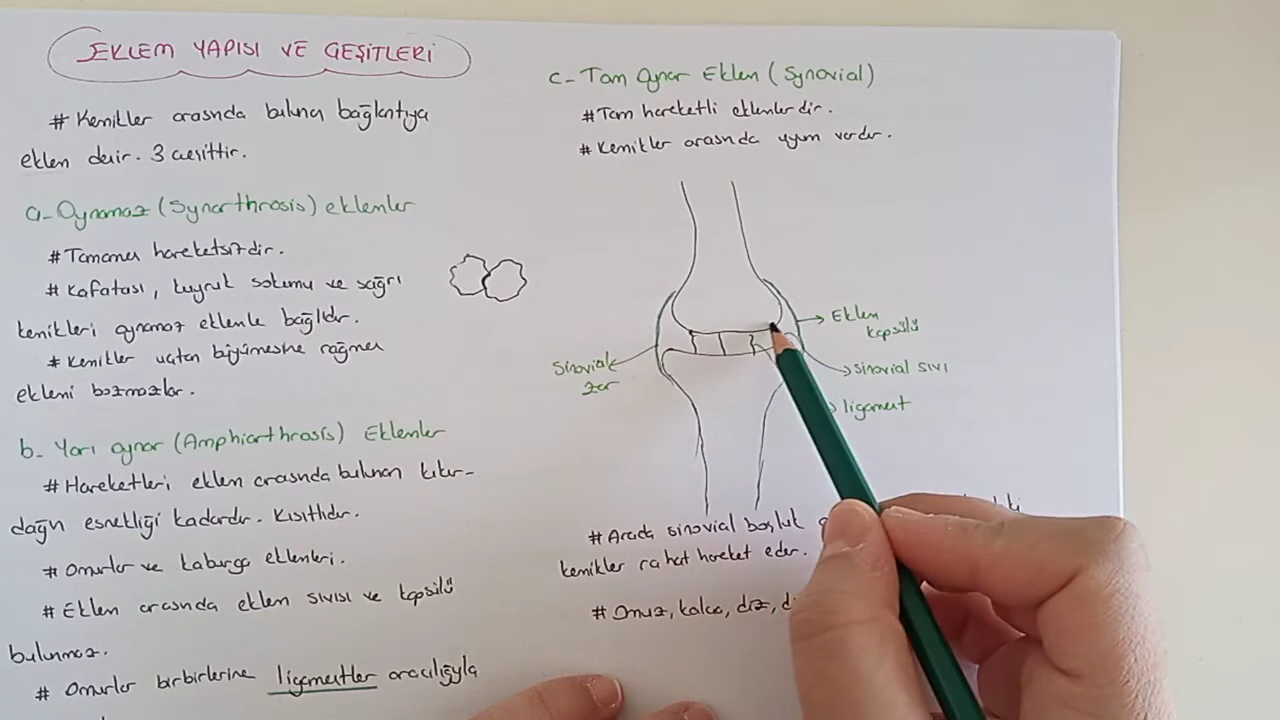 EKLEM YAPISI VE ÇEŞİTLERİ
# Kemikler arasında bulunan bağlantıya
eklem denir. 3 çeşittir.
a- Oynamaz (Synarthrosis) eklemler
# Tamamen hareketsizdir.
# Kafatası, kuyruk sokumu ve sağrı
kemikleri oynamaz eklemle bağlıdır.
# Kemikler uzun büyümesine rağmen
eklemi bozmazlar.
b- Yarı oynar (Amphiarthrosis) Eklemler
# Hareketleri eklem arasında bulunan kıkır-
dağın esnekliği kadardır. Kısıtlıdır.
# Omurlar ve kaburga eklemleri.
# Eklem arasında eklem sıvısı ve kapsülü
bulunmaz.
# Omurlar birbirlerine ligamentler aracılığıyla
c- Tam Oynar Eklem (Synovial)
# Tam hareketli eklemlerdir.
# Kemikler arasında uyum vardır.
Eklem
kapsülü
Sinovial
zar
sinovial sıvı
ligament
# Arada sinovial boşluk
kemikler rahat hareket eder.
# Omuz, kalça, diz,